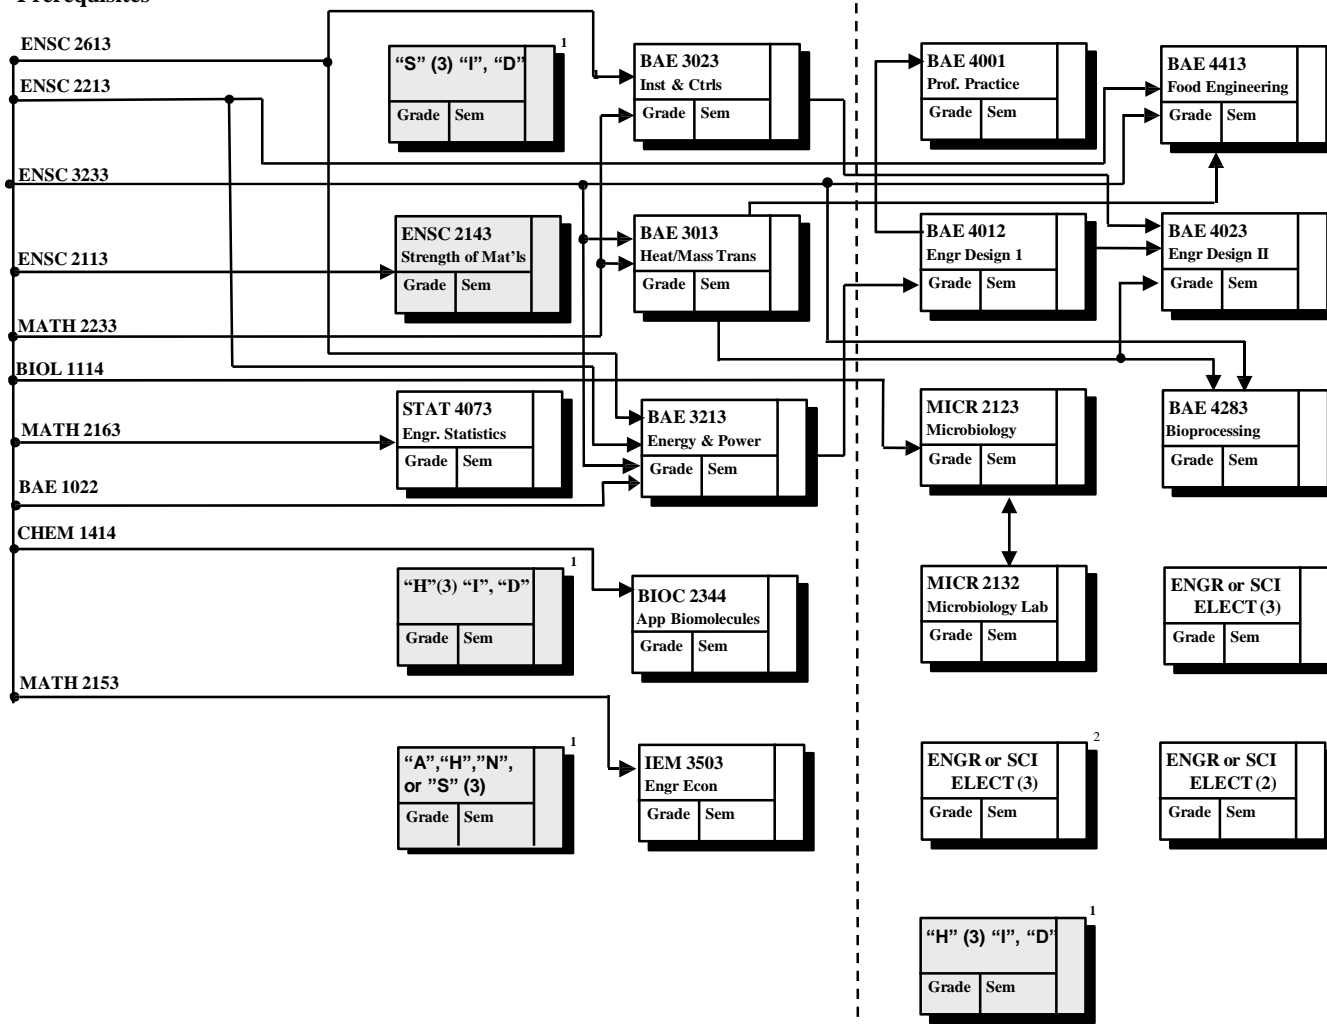 Prerequisites
ENSC 2613
ENSC 2213
ENSC 3233
ENSC 2113
MATH 2233
BIOL 1114
MATH 2163
BAE 1022
CHEM 1414
MATH 2153
1
“S” (3) “I”, “D”
Grade Sem
ENSC 2143
Strength of Mat’ls
Grade Sem
STAT 4073
Engr. Statistics
Grade Sem
1
“H”(3) “I”, “D”
Grade Sem
1
“A”,“H”,”N”,
or ”S” (3)
Grade Sem
BAE 3023
Inst & Ctrls
Grade Sem
BAE 3013
Heat/Mass Trans
Grade Sem
BAE 3213
Energy & Power
Grade Sem
BIOC 2344
App Biomolecules
Grade Sem
IEM 3503
Engr Econ
Grade Sem
BAE 4001
Prof. Practice
Grade Sem
BAE 4012
Engr Design 1
Grade Sem
MICR 2123
Microbiology
Grade Sem
MICR 2132
Microbiology Lab
Grade Sem
2
ENGR or SCI
ELECT (3)
Grade Sem
1
“H” (3) “I”, “D”
Grade Sem
BAE 4413
Food Engineering
Grade Sem
BAE 4023
Engr Design II
Grade Sem
BAE 4283
Bioprocessing
Grade Sem
ENGR or SCI
ELECT (3)
Grade Sem
ENGR or SCI
ELECT (2)
Grade Sem